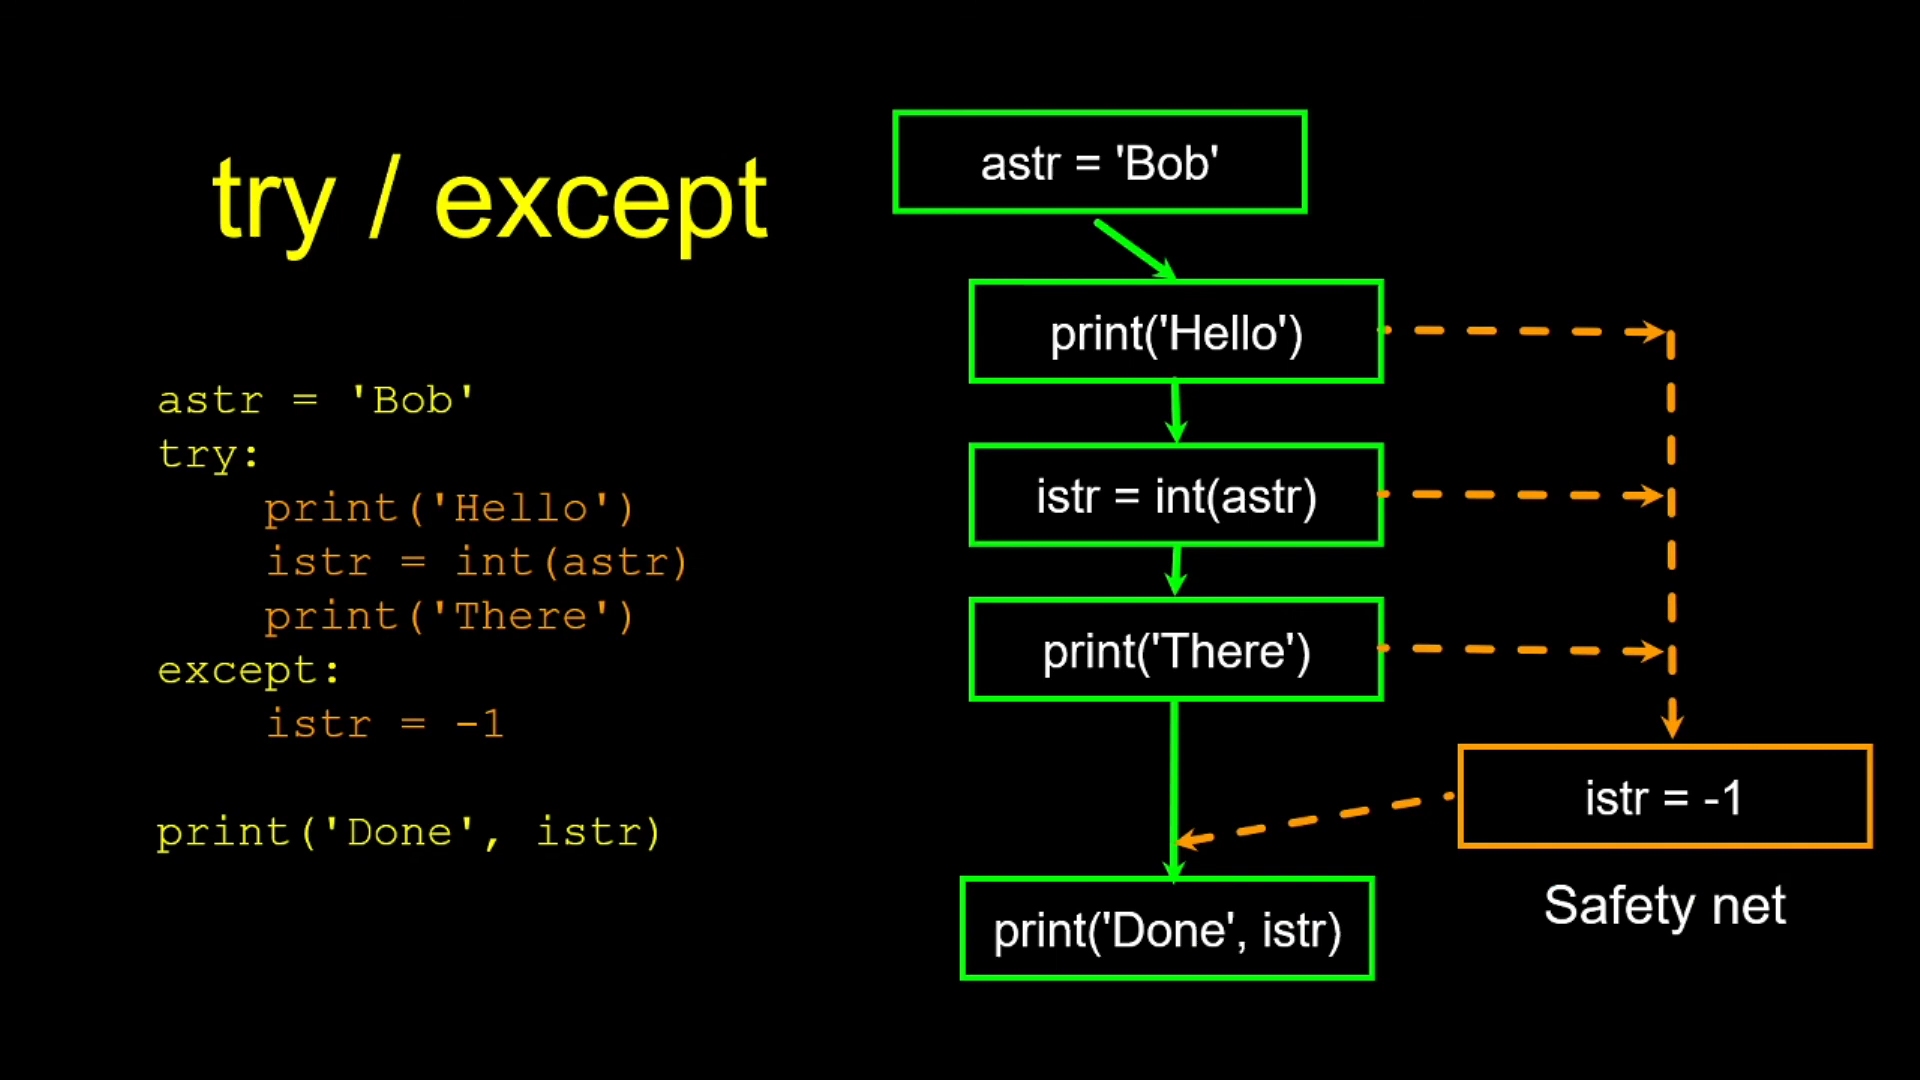 try / except
astr = 'Bob'
try:
    print('Hello')
    istr = int(astr)
    print('There')
except:
    istr = -1
print('Done', istr)
astr = 'Bob'
print('Hello')
istr = int(astr)
print('There')
istr = -1
Safety net
print('Done', istr)